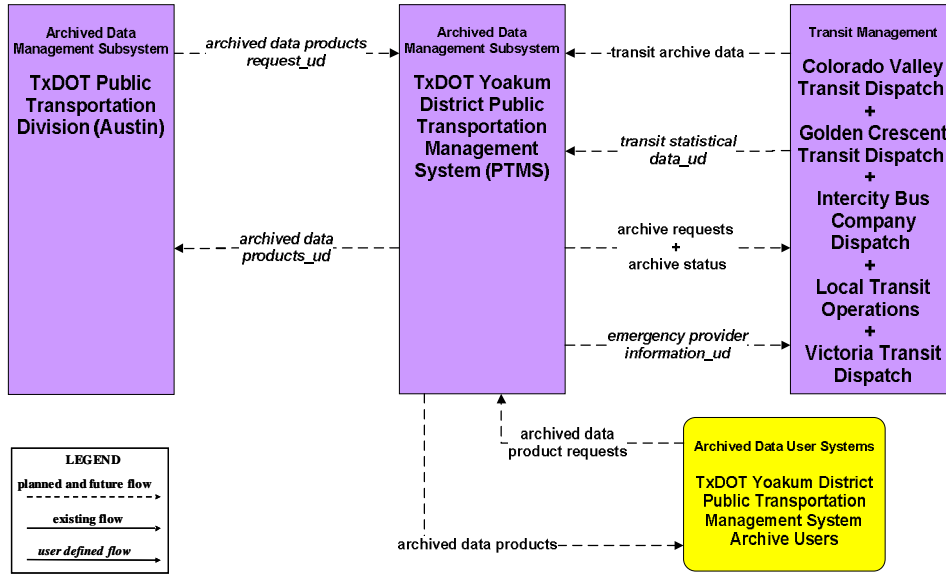 Archived Data
Management Subsystem
TxDOT Public
Transportation
Division (Austin)
archived data products
request_ud
archived data
products_ud
Archived Data
Management Subsystem
TxDOT Yoakum
District Public
Transportation
Management
System (PTMS)
transit archive data
transit statistical
data_ud
archive requests
+
archive status
emergency provider
information_ud
Transit Management
Colorado Valley
Transit Dispatch
+
Golden Crescent
Transit Dispatch
+
Intercity Bus
Company
Dispatch
+
Local Transit
Operations
+
Victoria Transit
Dispatch
archived data
product requests
archived data products
Archived Data User Systems
TxDOT Yoakum District
Public Transportation
Management System
Archive Users
LEGEND
planned and future flow
existing flow
user defined flow